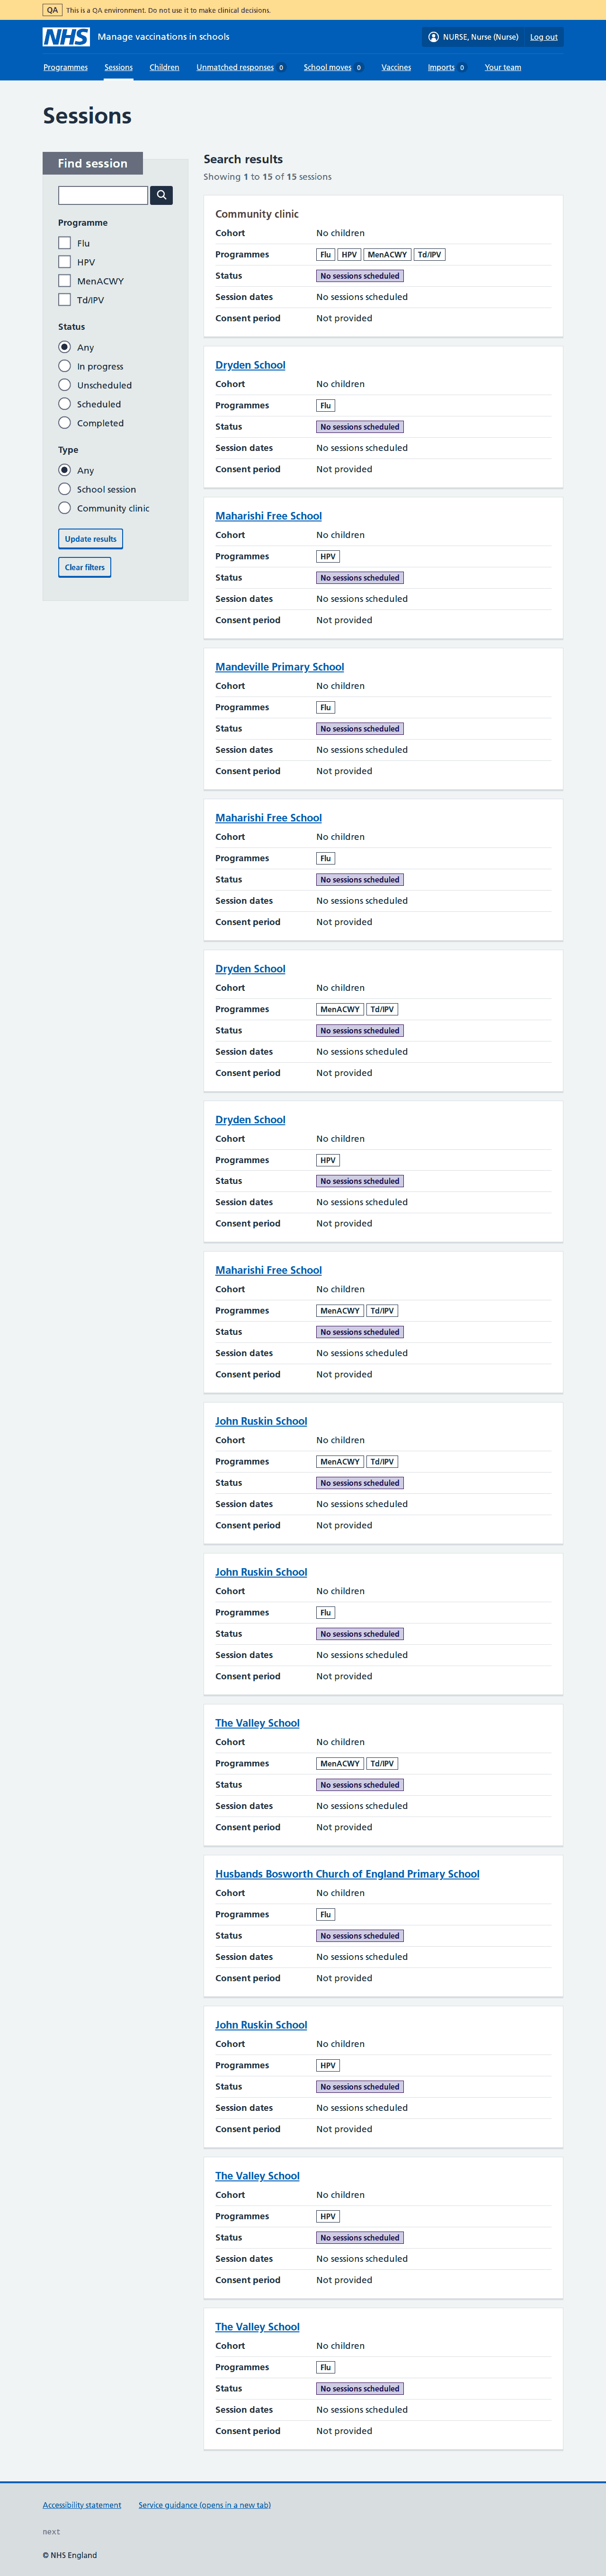 QA This is a QA environment. Do not use it to make clinical decisions.
NHS Manage vaccinations in schools
NURSE, Nurse (Nurse) Log out
Programmes Sessions Children Unmatched responses 0 School moves 0 Vaccines Imports 0 Your team
Sessions
Find session
Programme
Flu
HPV
MenACWY
Td/IPV
Status
Any
In progress
Unscheduled
Scheduled
Completed
Type
Any
School session
Community clinic
Update results
Clear filters
Search results
Showing 1 to 15 of 15 sessions
Community clinic
Cohort No children
Programmes Flu HPV MenACWY Td/IPV
Status No sessions scheduled
Session dates No sessions scheduled
Consent period Not provided
Dryden School
Cohort No children
Programmes Flu
Status No sessions scheduled
Session dates No sessions scheduled
Consent period Not provided
Maharishi Free School
Cohort No children
Programmes HPV
Status No sessions scheduled
Session dates No sessions scheduled
Consent period Not provided
Mandeville Primary School
Cohort No children
Programmes Flu
Status No sessions scheduled
Session dates No sessions scheduled
Consent period Not provided
Maharishi Free School
Cohort No children
Programmes Flu
Status No sessions scheduled
Session dates No sessions scheduled
Consent period Not provided
Dryden School
Cohort No children
Programmes MenACWY Td/IPV
Status No sessions scheduled
Session dates No sessions scheduled
Consent period Not provided
Dryden School
Cohort No children
Programmes HPV
Status No sessions scheduled
Session dates No sessions scheduled
Consent period Not provided
Maharishi Free School
Cohort No children
Programmes MenACWY Td/IPV
Status No sessions scheduled
Session dates No sessions scheduled
Consent period Not provided
John Ruskin School
Cohort No children
Programmes MenACWY Td/IPV
Status No sessions scheduled
Session dates No sessions scheduled
Consent period Not provided
John Ruskin School
Cohort No children
Programmes Flu
Status No sessions scheduled
Session dates No sessions scheduled
Consent period Not provided
The Valley School
Cohort No children
Programmes MenACWY Td/IPV
Status No sessions scheduled
Session dates No sessions scheduled
Consent period Not provided
Husbands Bosworth Church of England Primary School
Cohort No children
Programmes Flu
Status No sessions scheduled
Session dates No sessions scheduled
Consent period Not provided
John Ruskin School
Cohort No children
Programmes HPV
Status No sessions scheduled
Session dates No sessions scheduled
Consent period Not provided
The Valley School
Cohort No children
Programmes HPV
Status No sessions scheduled
Session dates No sessions scheduled
Consent period Not provided
The Valley School
Cohort No children
Programmes Flu
Status No sessions scheduled
Session dates No sessions scheduled
Consent period Not provided
Accessibility statement Service guidance (opens in a new tab)
next
© NHS England